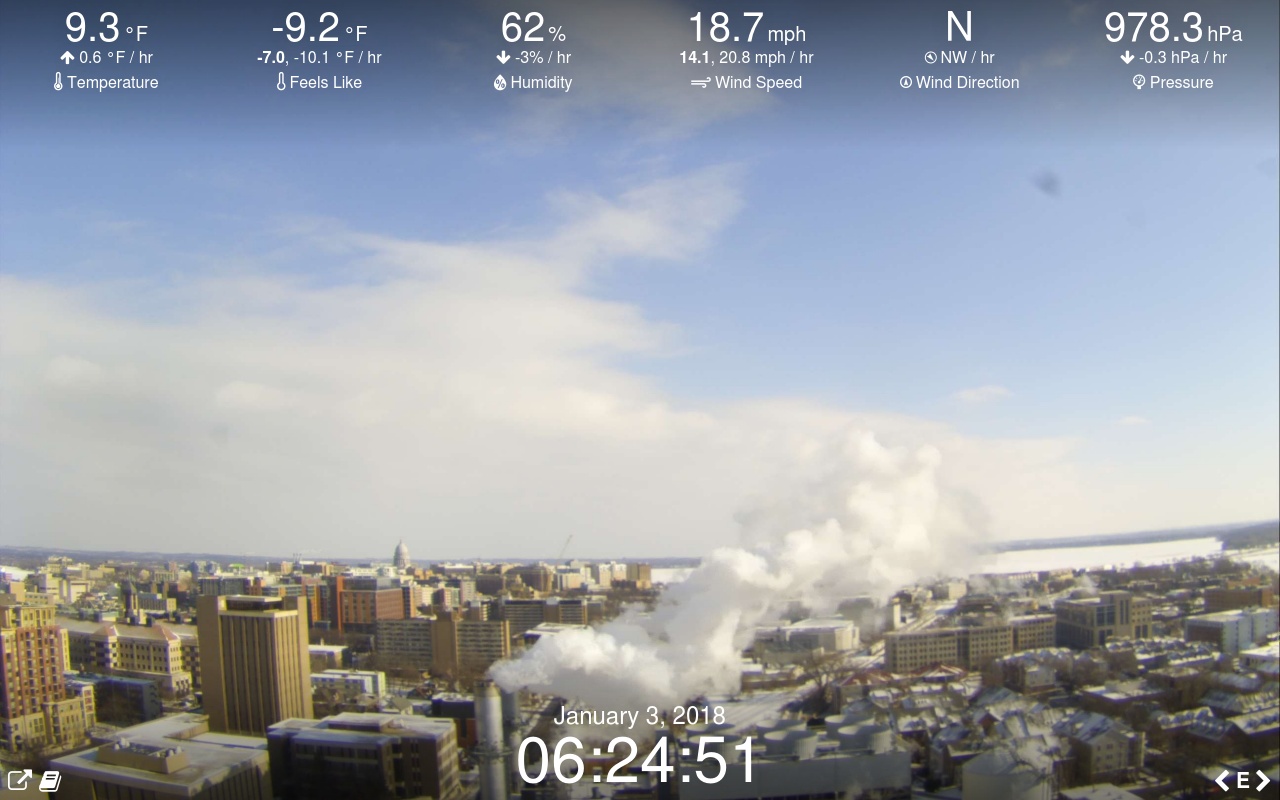 9.3 °F
0.6 °F / hr
Temperature
-9.2 °F
-7.0, -10.1 °F / hr
Feels Like
62 %
-3% / hr
Humidity
18.7 mph
14.1, 20.8 mph / hr
Wind Speed
N
NW / hr
Wind Direction
978.3 hPa
-0.3 hPa / hr
Pressure
January 3, 2018
06:24:51
E